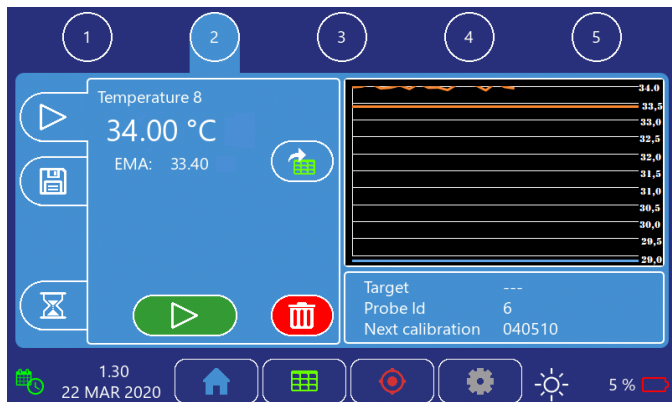 1
2
3
4
5
Temperature 8
34.00 °C
EMA: 33.40
34.0
33,5
33,0
32,5
32,0
31,5
31,0
30,5
30,0
29,5
29,0
Target ---
Probe Id 6
Next calibration 040510
1.30
22 MAR 2020
5 %